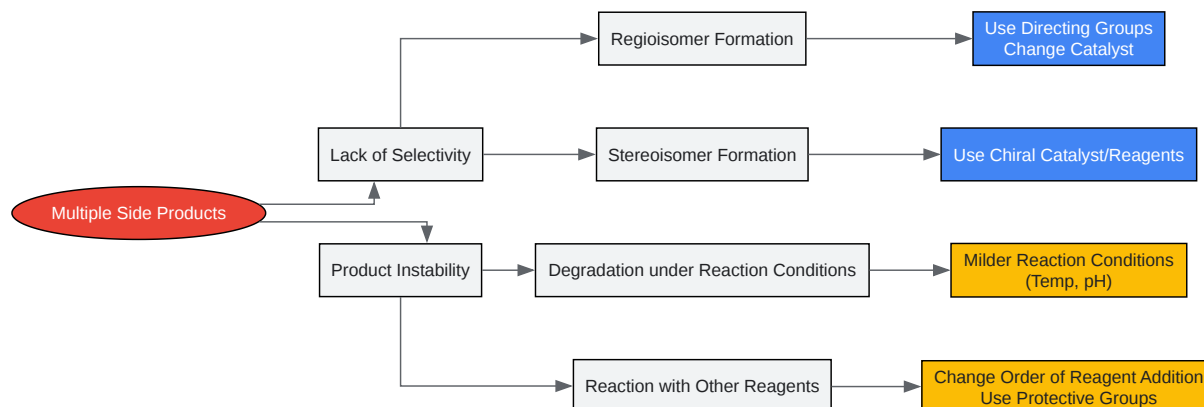 Regioisomer Formation
Use Directing Groups
Change Catalyst
Lack of Selectivity
Stereoisomer Formation
Use Chiral Catalyst/Reagents
Multiple Side Products
Product Instability
Degradation under Reaction Conditions
Milder Reaction Conditions
(Temp, pH)
Reaction with Other Reagents
Change Order of Reagent Addition
Use Protective Groups